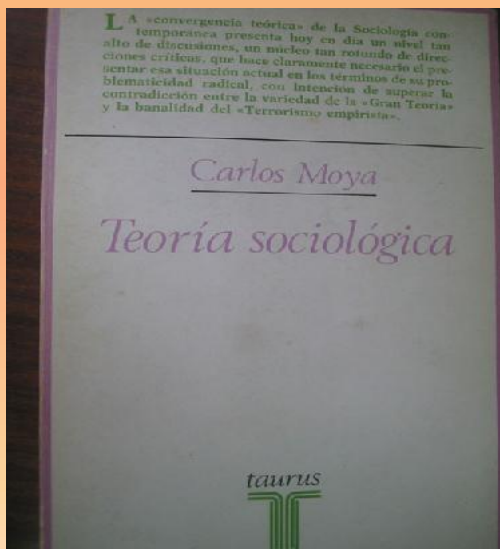 LA «convergencia teórica» de la Sociología con-
temporánea presenta hoy en día un nivel tan
alto de discusiones, un núcleo tan rotundo de direc-
ciones críticas, que hace claramente necesario el pre-
sentar esa situación actual en los términos de su pro-
blematicidad radical, con intención de superar la
contradicción entre la variedad de la «Gran Teoría»
y la banalidad del «Terrorismo empirista».
Carlos Moya
Teoría sociológica
taurus